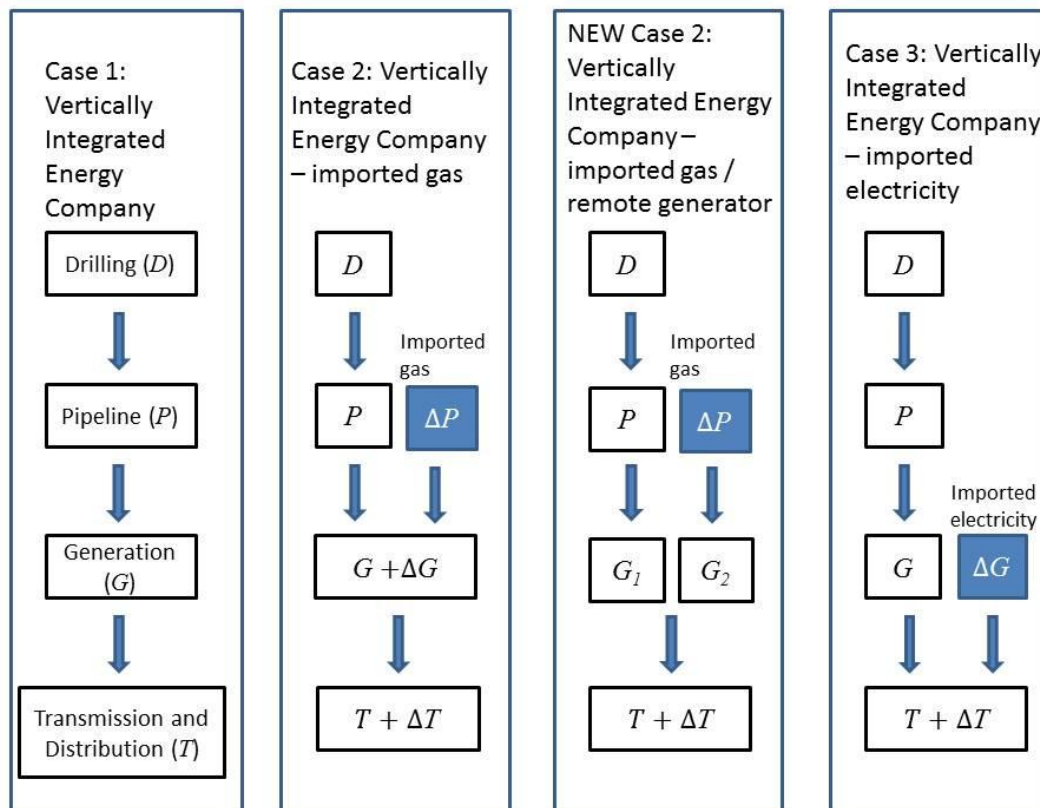 Case 1:
Vertically
Integrated
Energy
Company
Drilling (D)
Pipeline (P)
Generation
(G)
Transmission and
Distribution (T)
Case 2: Vertically
Integrated
Energy Company
– imported gas
D
Imported
gas
P
ΔP
G +ΔG
T + ΔT
NEW Case 2:
Vertically
Integrated Energy
Company –
imported gas /
remote generator
D
Imported
gas
P
ΔP
G₁
G₂
T + ΔT
Case 3: Vertically
Integrated
Energy Company
– imported
electricity
D
P
Imported
electricity
G
ΔG
T + ΔT